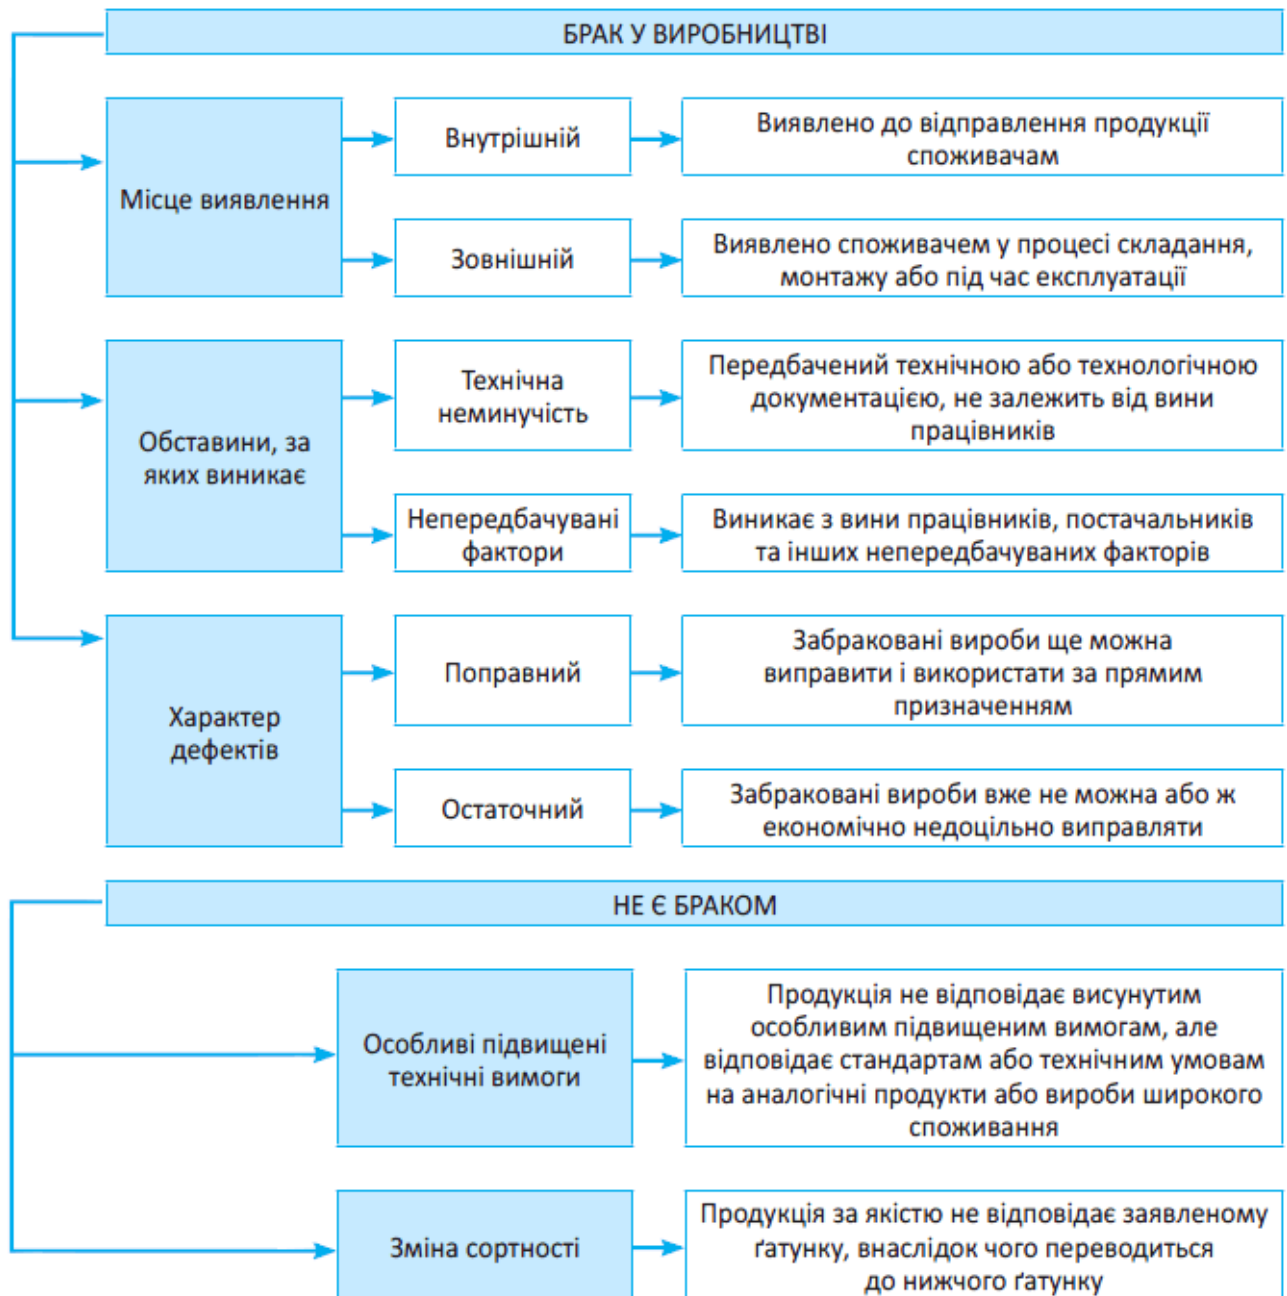 БРАК У ВИРОБНИЦТВІ
Місце виявлення
Внутрішній
Виявлено до відправлення продукції
споживачам
Зовнішній
Виявлено споживачем у процесі складання,
монтажу або під час експлуатації
Обставини, за
яких виникає
Технічна
неминучість
Передбачений технічною або технологічною
документацією, не залежить від вини
працівників
Непередбачувані
фактори
Виникає з вини працівників, постачальників
та інших непередбачуваних факторів
Характер
дефектів
Поправний
Забраковані вироби ще можна
виправити і використати за прямим
призначенням
Остаточний
Забраковані вироби вже не можна або ж
економічно недоцільно виправляти
НЕ Є БРАКОМ
Особливі підвищені
технічні вимоги
Продукція не відповідає висунутим
особливим підвищеним вимогам, але
відповідає стандартам або технічним умовам
на аналогічні продукти або вироби широкого
споживання
Зміна сортності
Продукція за якістю не відповідає заявленому
ґатунку, внаслідок чого переводиться
до нижчого ґатунку